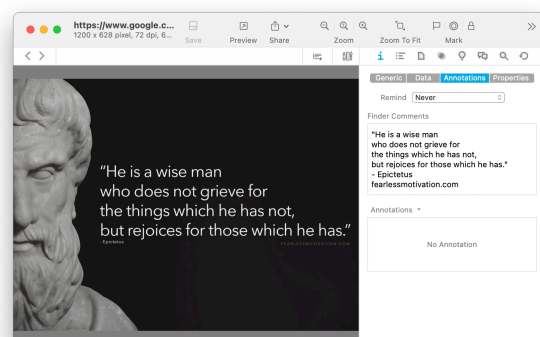 https://www.google.c...
1200 x 628 pixel, 72 dpi, 6...
Save
Preview
Share
Zoom
Zoom To Fit
Mark
Generic
Data
Annotations
Properties
Remind
Never
Finder Comments
"He is a wise man
who does not grieve for
the things which he has not,
but rejoices for those which he has."
- Epictetus
fearlessmotivation.com
Annotations
No Annotation
“He is a wise man
who does not grieve for
the things which he has not,
but rejoices for those which he has.”
- Epictetus
FEARLESSMOTIVATION.COM